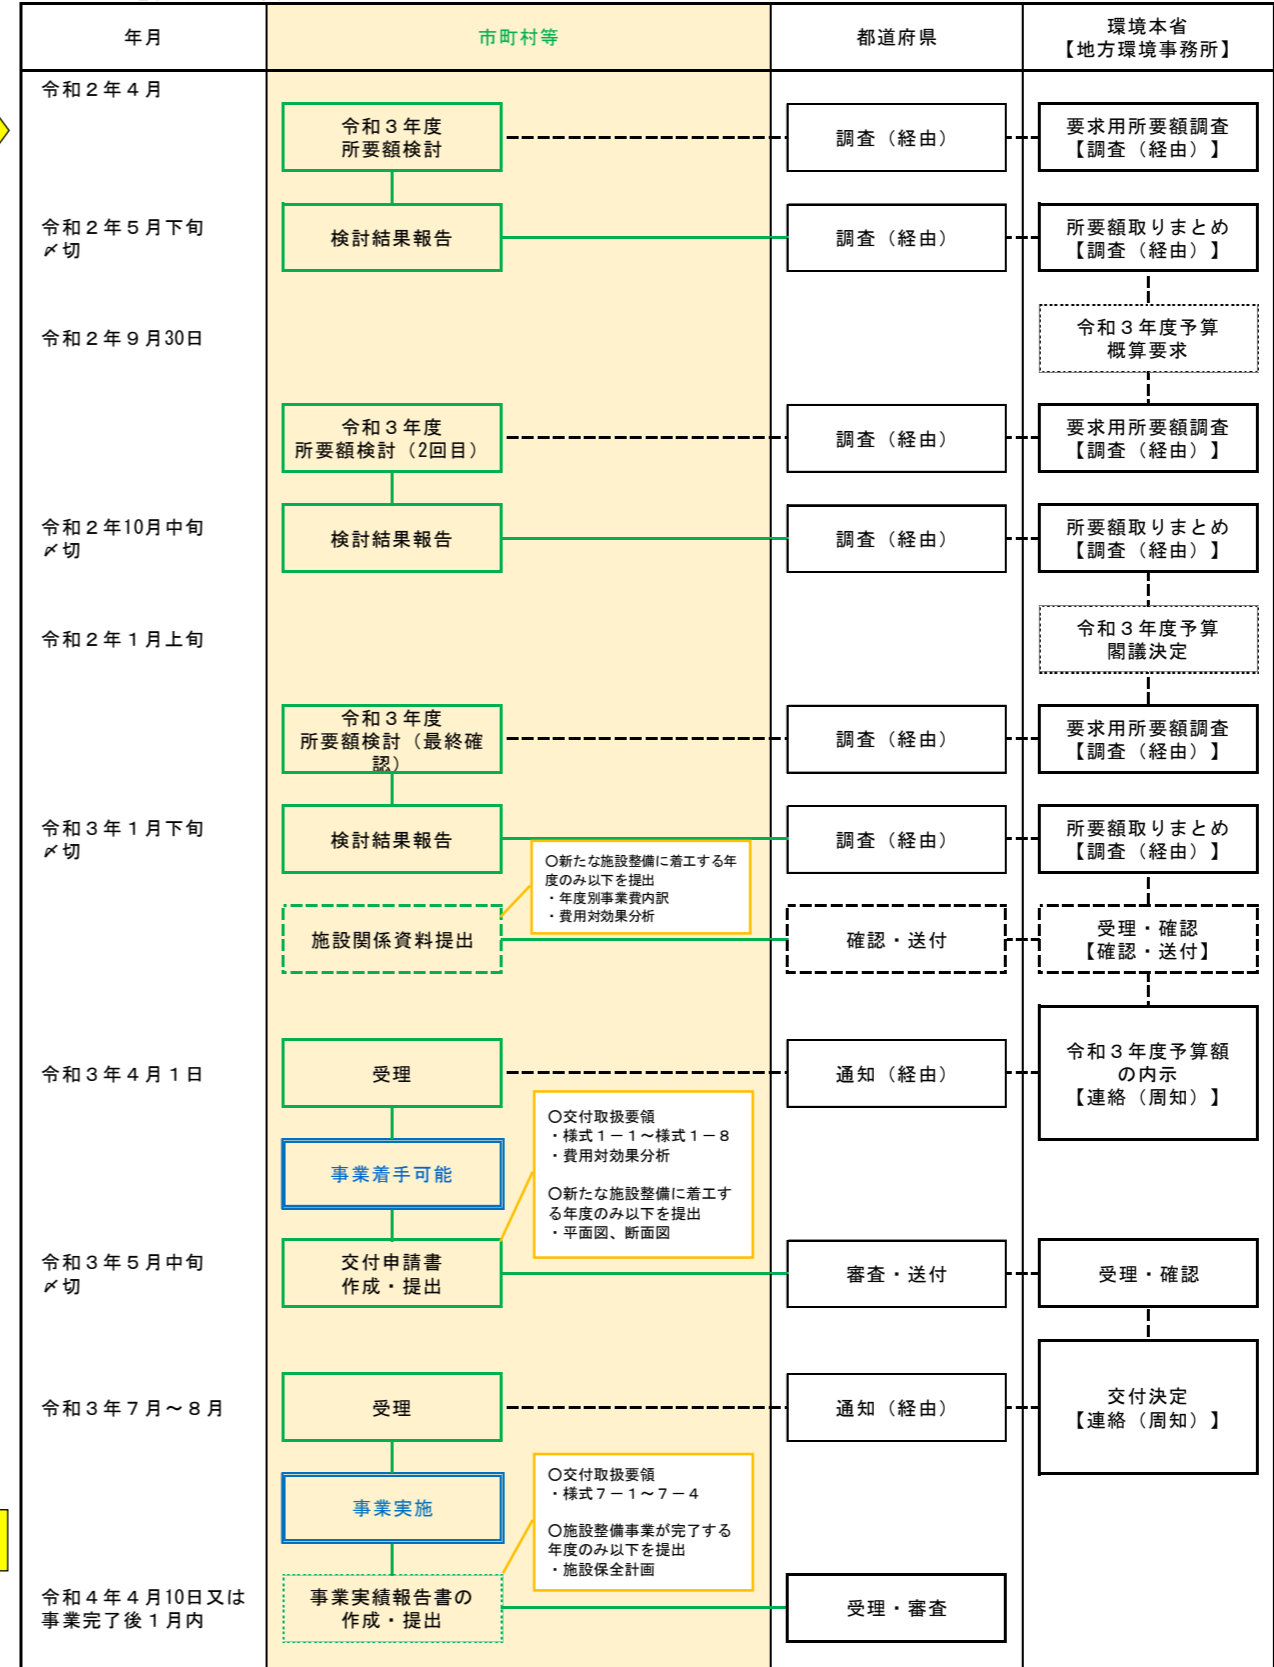 年月
市町村等
都道府県
環境本省
【地方環境事務所】
令和２年４月
令和３年度
所要額検討
調査（経由）
要求用所要額調査
【調査（経由）】
令和２年５月下旬
〆切
検討結果報告
調査（経由）
所要額取りまとめ
【調査（経由）】
令和２年９月30日
令和３年度予算
概算要求
令和３年度
所要額検討（2回目）
調査（経由）
要求用所要額調査
【調査（経由）】
令和２年10月中旬
〆切
検討結果報告
調査（経由）
所要額取りまとめ
【調査（経由）】
令和２年１月上旬
令和３年度予算
閣議決定
令和３年度
所要額検討（最終確
認）
調査（経由）
要求用所要額調査
【調査（経由）】
令和３年１月下旬
〆切
検討結果報告
調査（経由）
所要額取りまとめ
【調査（経由）】
〇新たな施設整備に着工する年
度のみ以下を提出
・年度別事業費内訳
・費用対効果分析
施設関係資料提出
確認・送付
受理・確認
【確認・送付】
令和３年４月１日
受理
通知（経由）
令和３年度予算額
の内示
【連絡（周知）】
事業着手可能
〇交付取扱要領
・様式１－１～様式１－８
・費用対効果分析
〇新たな施設整備に着工す
る年度のみ以下を提出
・平面図、断面図
令和３年５月中旬
〆切
交付申請書
作成・提出
審査・送付
受理・確認
令和３年７月～８月
受理
通知（経由）
交付決定
【連絡（周知）】
事業実施
〇交付取扱要領
・様式７－１～７－４
〇施設整備事業が完了する
年度のみ以下を提出
・施設保全計画
令和４年４月10日又は
事業完了後１月内
事業実績報告書の
作成・提出
受理・審査